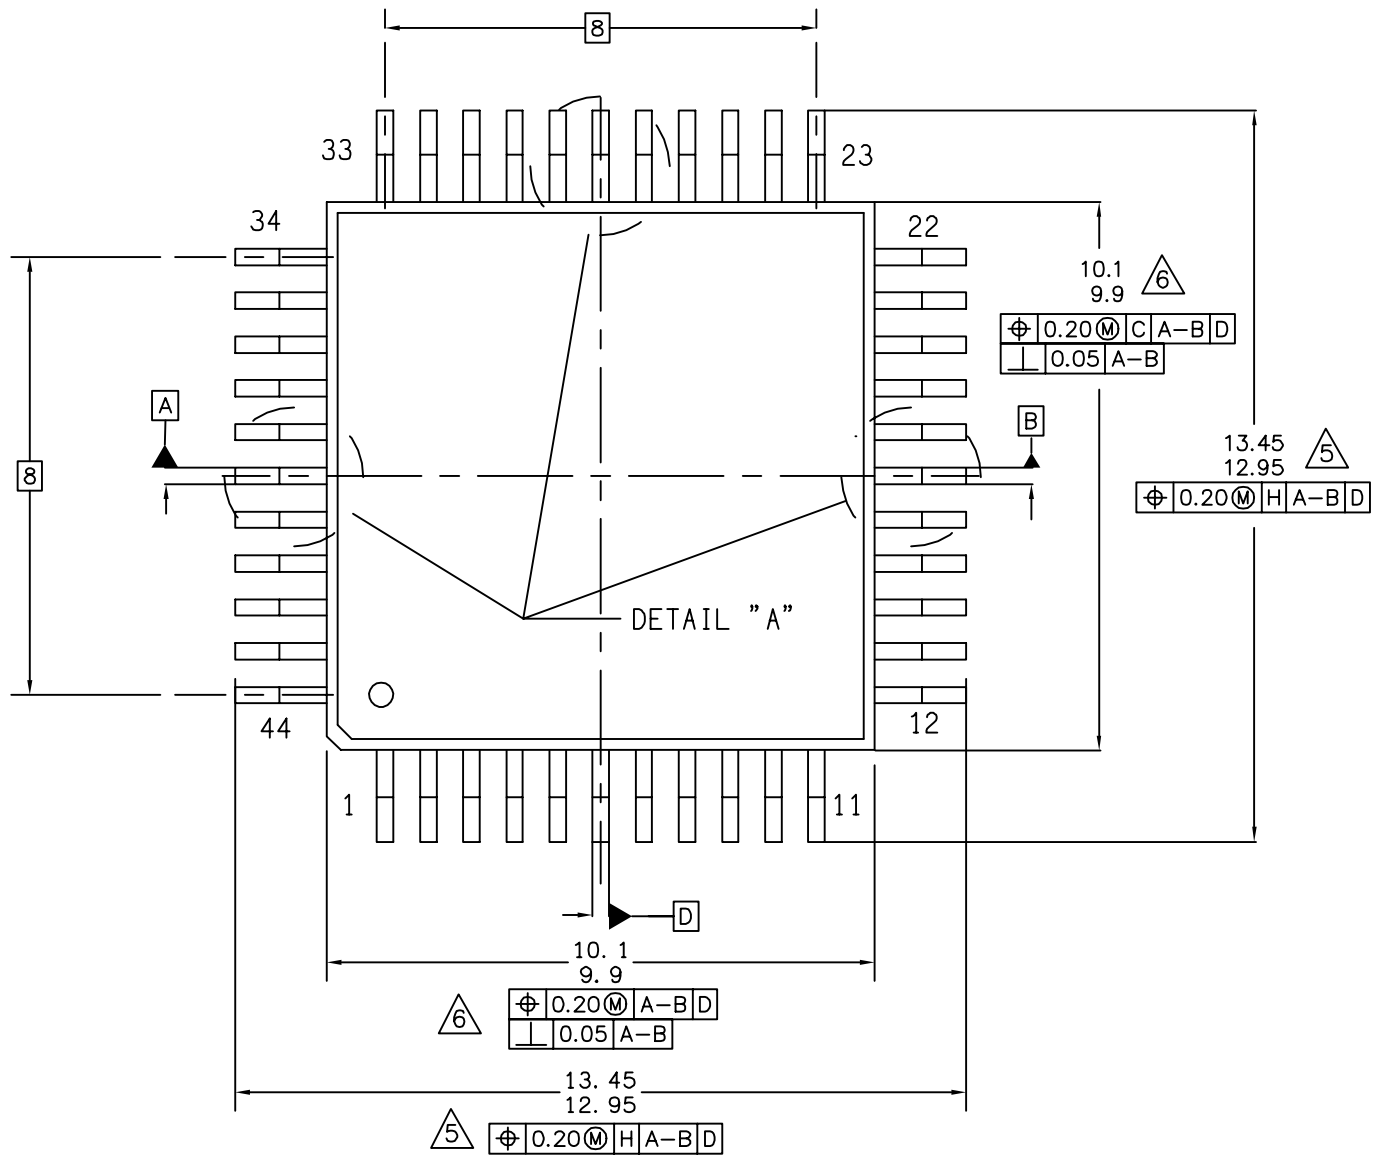 8
33
23
34
22
10.1
9.9
6
⌖ 0.20 Ⓜ C A-B D
⊥ 0.05 A-B
A
B
8
13.45
12.95
5
⌖ 0.20 Ⓜ H A-B D
DETAIL "A"
44
12
1
11
D
10. 1
9. 9
6
⌖ 0.20 Ⓜ A-B D
⊥ 0.05 A-B
13. 45
12. 95
5
⌖ 0.20 Ⓜ H A-B D